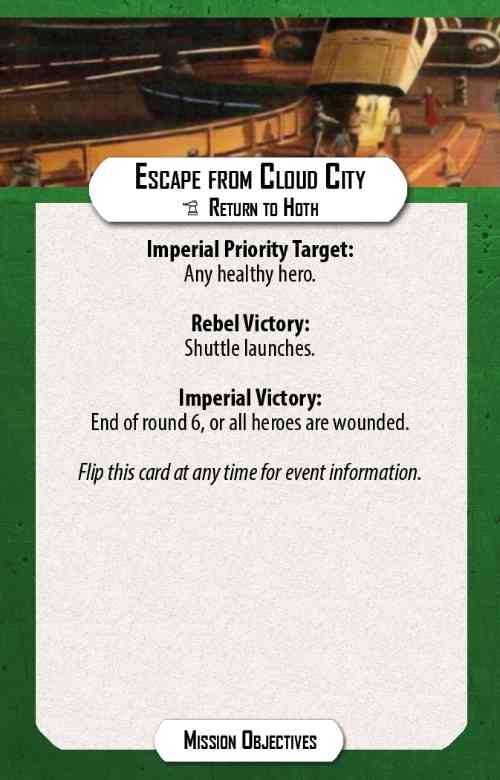 Escape from Cloud City
Return to Hoth
Imperial Priority Target:
Any healthy hero.
Rebel Victory:
Shuttle launches.
Imperial Victory:
End of round 6, or all heroes are wounded.
Flip this card at any time for event information.
Mission Objectives